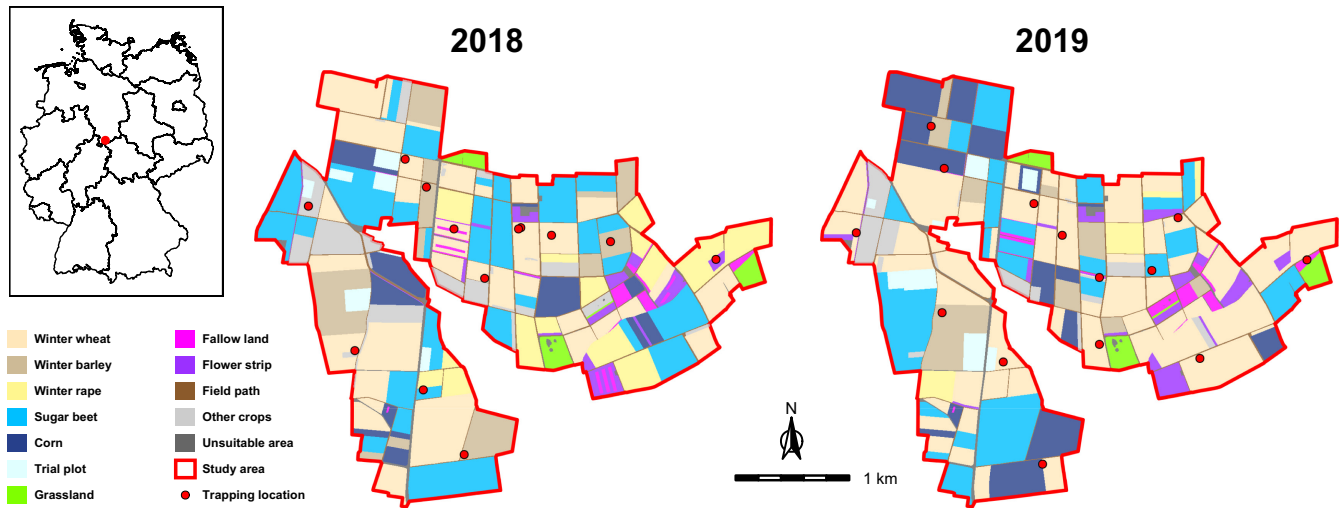 2018
2019
Winter wheat
Winter barley
Winter rape
Sugar beet
Corn
Trial plot
Grassland
Fallow land
Flower strip
Field path
Other crops
Unsuitable area
Study area
Trapping location
N
1 km